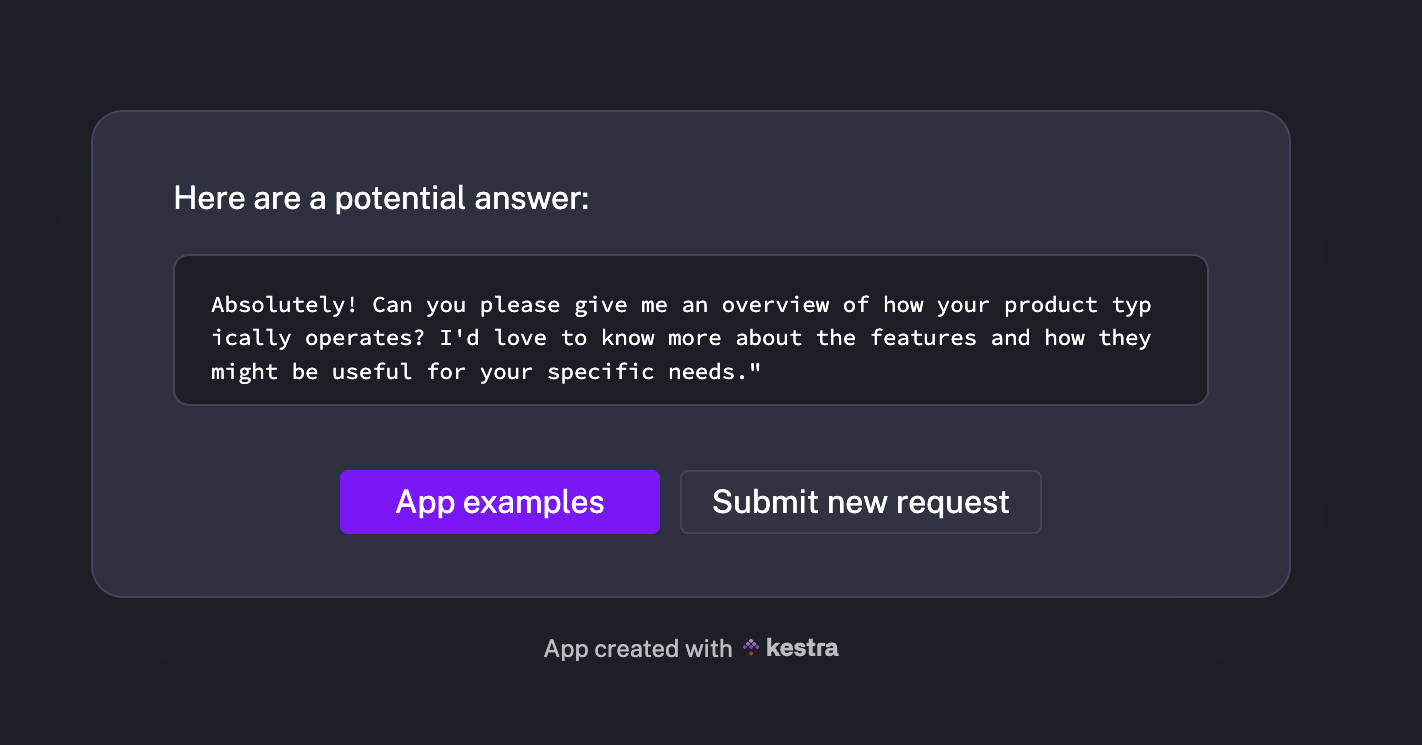 Here are a potential answer:
Absolutely! Can you please give me an overview of how your product typ
ically operates? I'd love to know more about the features and how they
might be useful for your specific needs."
App examples
Submit new request
App created with kestra